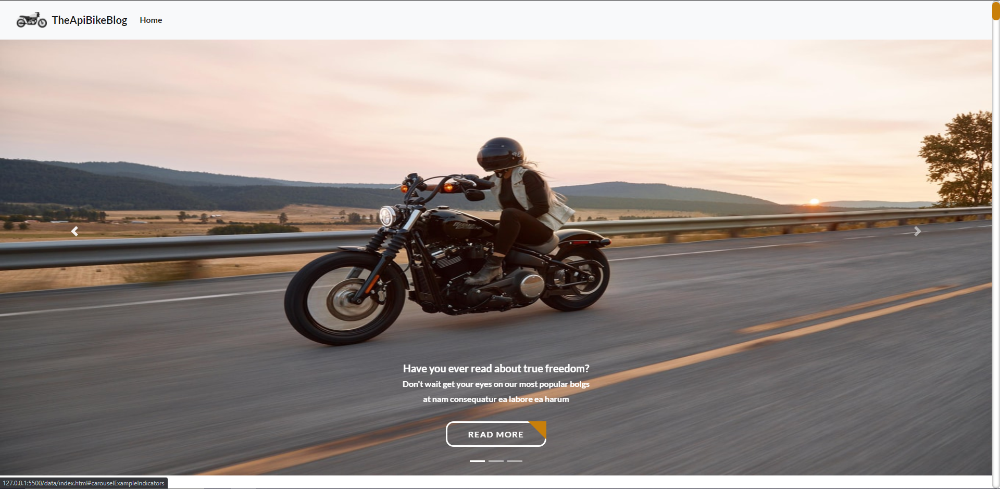 TheApiBikeBlog Home
Have you ever read about true freedom?
Don't wait get your eyes on our most popular bolgs
at nam consequatur ea labore ea harum
READ MORE
127.0.0.1:5500/data/index.html#carouselExampleIndicators